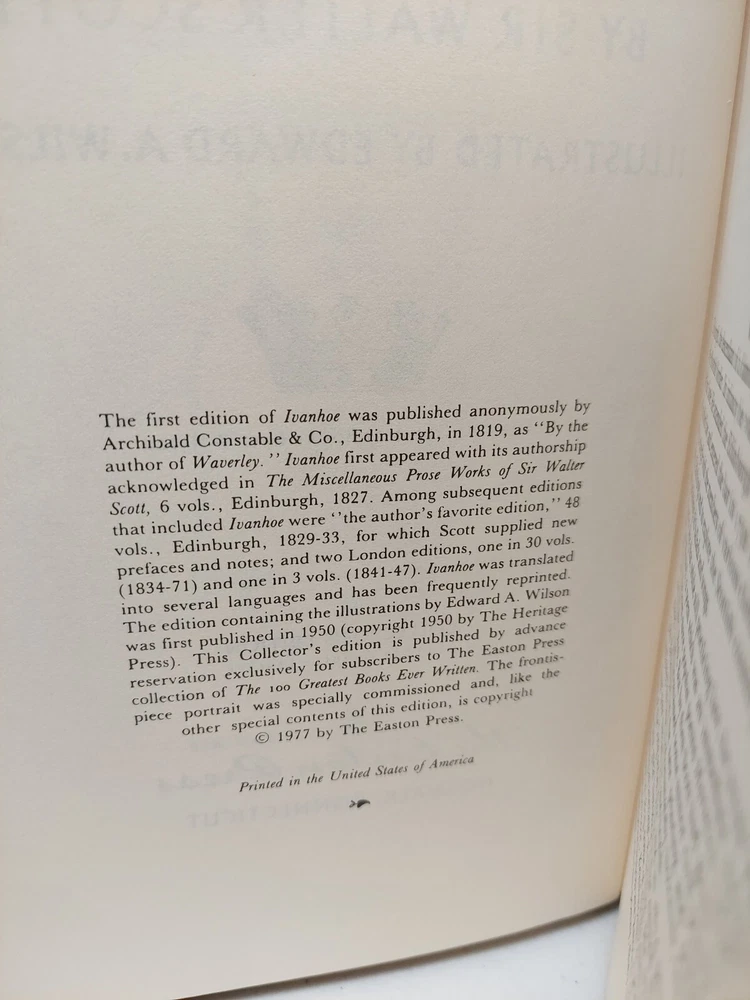 The first edition of Ivanhoe was published anonymously by
Archibald Constable & Co., Edinburgh, in 1819, as “By the
author of Waverley.” Ivanhoe first appeared with its authorship
acknowledged in The Miscellaneous Prose Works of Sir Walter
Scott, 6 vols., Edinburgh, 1827. Among subsequent editions
that included Ivanhoe were “the author's favorite edition,” 48
vols., Edinburgh, 1829-33, for which Scott supplied new
prefaces and notes; and two London editions, one in 30 vols.
(1834-71) and one in 3 vols. (1841-47). Ivanhoe was translated
into several languages and has been frequently reprinted.
The edition containing the illustrations by Edward A. Wilson
was first published in 1950 (copyright 1950 by The Heritage
Press). This Collector's edition is published by advance
reservation exclusively for subscribers to The Easton Press
collection of The 100 Greatest Books Ever Written. The frontis-
piece portrait was specially commissioned and, like the
other special contents of this edition, is copyright
© 1977 by The Easton Press.
Printed in the United States of America